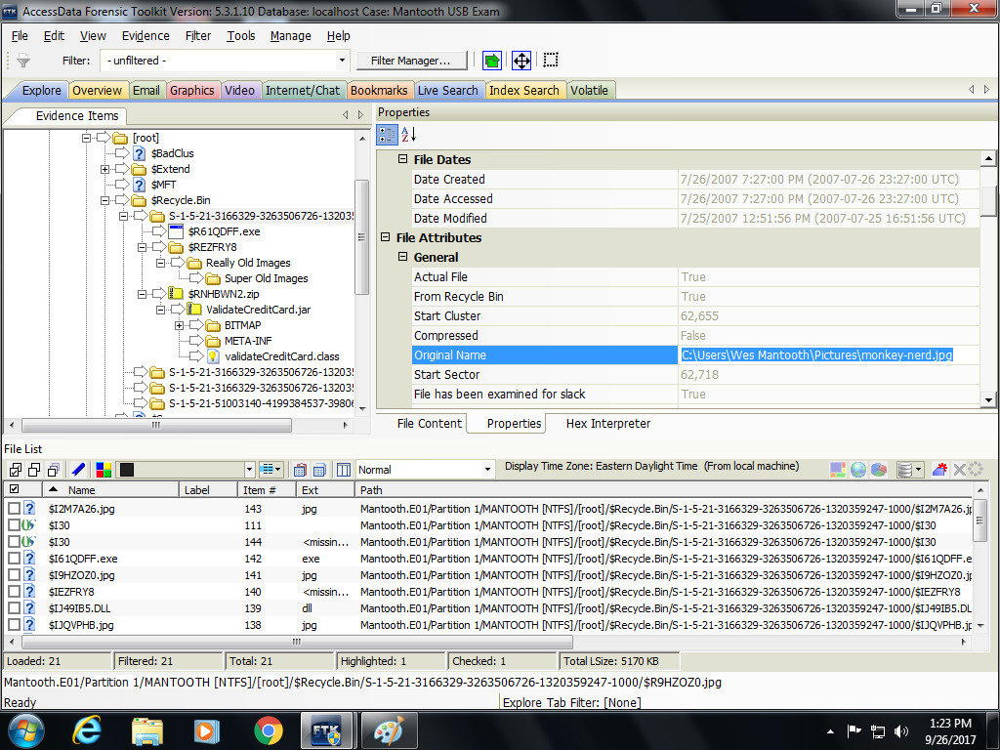 AccessData Forensic Toolkit Version: 5.3.1.10 Database: localhost Case: Mantooth USB Exam
File Edit View Evidence Filter Tools Manage Help
Filter: - unfiltered - Filter Manager...
Explore Overview Email Graphics Video Internet/Chat Bookmarks Live Search Index Search Volatile
Evidence Items
[root]
$BadClus
$Extend
$MFT
$Recycle.Bin
S-1-5-21-3166329-3263506726-132035
$R61QDFF.exe
$REZFRY8
Really Old Images
Super Old Images
$RNHBWN2.zip
ValidateCreditCard.jar
BITMAP
META-INF
validateCreditCard.class
S-1-5-21-3166329-3263506726-132035
S-1-5-21-3166329-3263506726-132035
S-1-5-21-51003140-4199384537-39806
Properties
File Dates
Date Created 7/26/2007 7:27:00 PM (2007-07-26 23:27:00 UTC)
Date Accessed 7/26/2007 7:27:00 PM (2007-07-26 23:27:00 UTC)
Date Modified 7/25/2007 12:51:56 PM (2007-07-25 16:51:56 UTC)
File Attributes
General
Actual File True
From Recycle Bin True
Start Cluster 62,655
Compressed False
Original Name C:\Users\Wes Mantooth\Pictures\monkey-nerd.jpg
Start Sector 62,718
File has been examined for slack True
File Content Properties Hex Interpreter
File List
Normal Display Time Zone: Eastern Daylight Time (From local machine)
Name Label Item # Ext Path
$I2M7A26.jpg 143 jpg Mantooth.E01/Partition 1/MANTOOTH [NTFS]/[root]/$Recycle.Bin/S-1-5-21-3166329-3263506726-1320359247-1000/$I2M7A26.jp
$I30 111 Mantooth.E01/Partition 1/MANTOOTH [NTFS]/[root]/$Recycle.Bin/S-1-5-21-3166329-3263506726-1320359247-1000/$I30
$I30 144 <missin... Mantooth.E01/Partition 1/MANTOOTH [NTFS]/[root]/$Recycle.Bin/S-1-5-21-3166329-3263506726-1320359247-1000/$I30
$I61QDFF.exe 142 exe Mantooth.E01/Partition 1/MANTOOTH [NTFS]/[root]/$Recycle.Bin/S-1-5-21-3166329-3263506726-1320359247-1000/$I61QDFF.e
$I9HZOZ0.jpg 141 jpg Mantooth.E01/Partition 1/MANTOOTH [NTFS]/[root]/$Recycle.Bin/S-1-5-21-3166329-3263506726-1320359247-1000/$I9HZOZ0.jp
$IEZFRY8 140 <missin... Mantooth.E01/Partition 1/MANTOOTH [NTFS]/[root]/$Recycle.Bin/S-1-5-21-3166329-3263506726-1320359247-1000/$IEZFRY8
$IJ49IB5.DLL 139 dll Mantooth.E01/Partition 1/MANTOOTH [NTFS]/[root]/$Recycle.Bin/S-1-5-21-3166329-3263506726-1320359247-1000/$IJ49IB5.DL
$IJQVPHB.jpg 138 jpg Mantooth.E01/Partition 1/MANTOOTH [NTFS]/[root]/$Recycle.Bin/S-1-5-21-3166329-3263506726-1320359247-1000/$IJQVPHB.jp
Loaded: 21 Filtered: 21 Total: 21 Highlighted: 1 Checked: 1 Total LSize: 5170 KB
Mantooth.E01/Partition 1/MANTOOTH [NTFS]/[root]/$Recycle.Bin/S-1-5-21-3166329-3263506726-1320359247-1000/$R9HZOZ0.jpg
Ready Explore Tab Filter: [None]
FTK
1:23 PM
9/26/2017